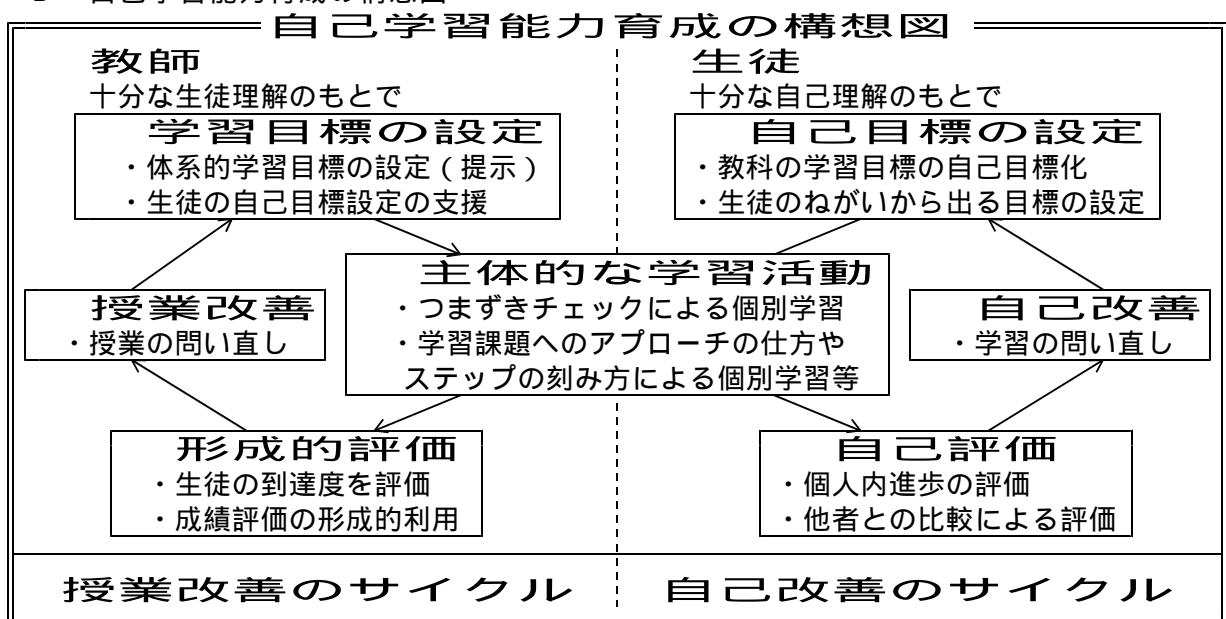 自己学習能力育成の構想図
教師
十分な生徒理解のもとで
学習目標の設定
・体系的学習目標の設定（提示）
・生徒の自己目標設定の支援
生徒
十分な自己理解のもとで
自己目標の設定
・教科の学習目標の自己目標化
・生徒のねがいから出る目標の設定
主体的な学習活動
・つまずきチェックによる個別学習
・学習課題へのアプローチの仕方や
ステップの刻み方による個別学習等
授業改善
・授業の問い直し
自己改善
・学習の問い直し
形成的評価
・生徒の到達度を評価
・成績評価の形成的利用
自己評価
・個人内進歩の評価
・他者との比較による評価
授業改善のサイクル
自己改善のサイクル